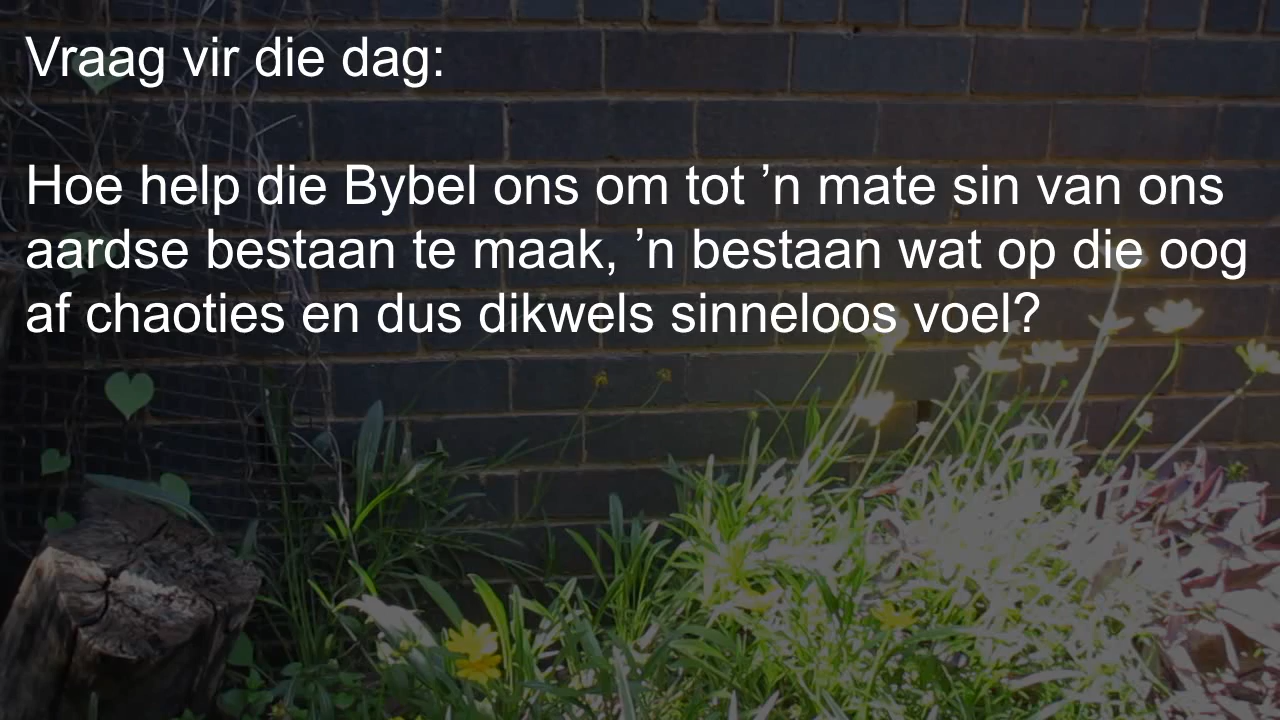 Vraag vir die dag:
Hoe help die Bybel ons om tot ’n mate sin van ons
aardse bestaan te maak, ’n bestaan wat op die oog
af chaoties en dus dikwels sinneloos voel?